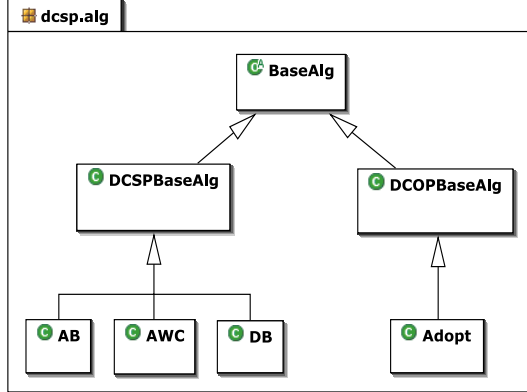 dcsp.alg
BaseAlg
DCSPBaseAlg
DCOPBaseAlg
AB
AWC
DB
Adopt